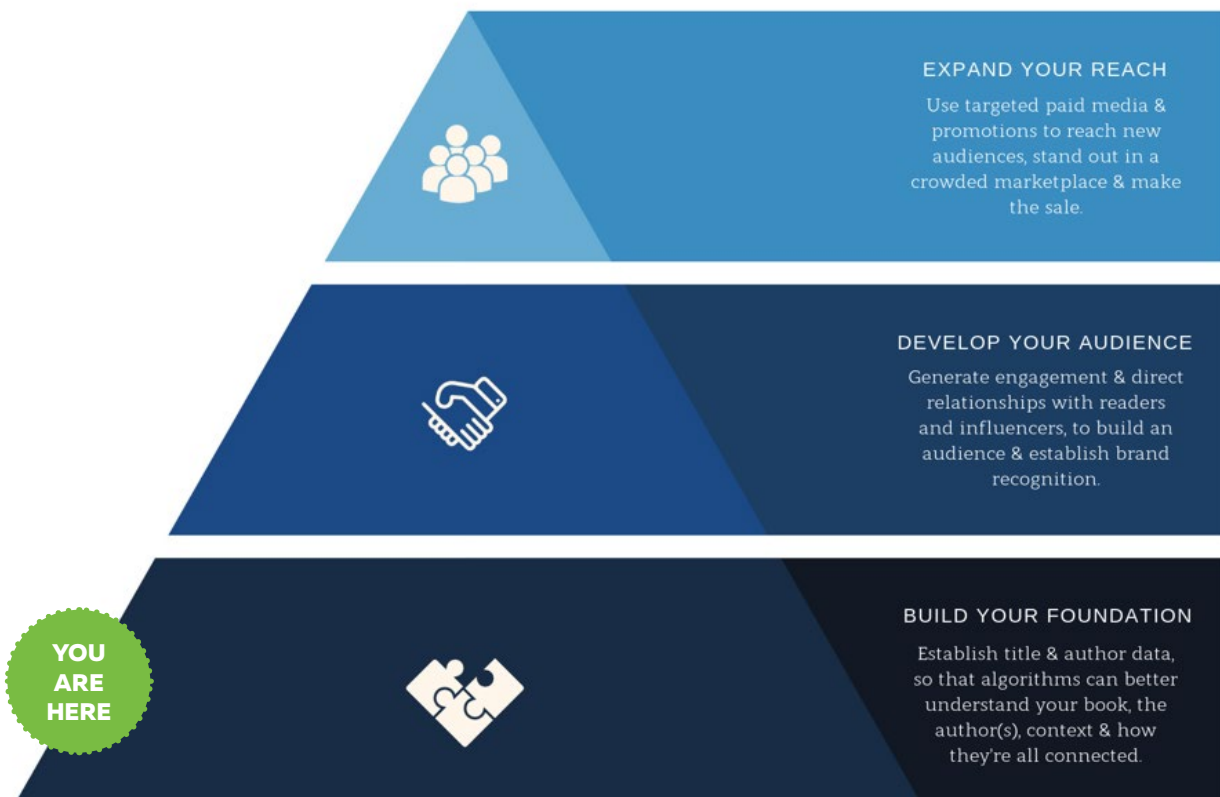 EXPAND YOUR REACH
Use targeted paid media &
promotions to reach new
audiences, stand out in a
crowded marketplace & make
the sale.
DEVELOP YOUR AUDIENCE
Generate engagement & direct
relationships with readers
and influencers, to build an
audience & establish brand
recognition.
YOU
ARE
HERE
BUILD YOUR FOUNDATION
Establish title & author data,
so that algorithms can better
understand your book, the
author(s), context & how
they're all connected.